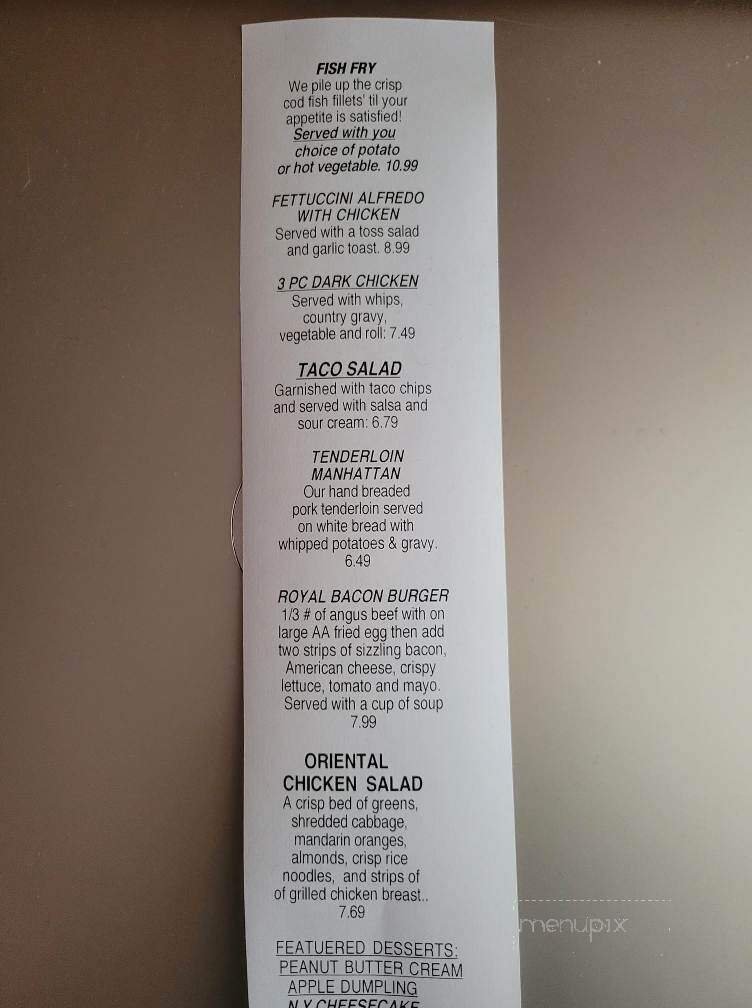 FISH FRY
We pile up the crisp
cod fish fillets' til your
appetite is satisfied!
Served with you
choice of potato
or hot vegetable. 10.99
FETTUCCINI ALFREDO
WITH CHICKEN
Served with a toss salad
and garlic toast. 8.99
3 PC DARK CHICKEN
Served with whips,
country gravy,
vegetable and roll: 7.49
TACO SALAD
Garnished with taco chips
and served with salsa and
sour cream: 6.79
TENDERLOIN
MANHATTAN
Our hand breaded
pork tenderloin served
on white bread with
whipped potatoes & gravy.
6.49
ROYAL BACON BURGER
1/3 # of angus beef with on
large AA fried egg then add
two strips of sizzling bacon,
American cheese, crispy
lettuce, tomato and mayo.
Served with a cup of soup
7.99
ORIENTAL
CHICKEN SALAD
A crisp bed of greens,
shredded cabbage,
mandarin oranges,
almonds, crisp rice
noodles, and strips of
of grilled chicken breast..
7.69
FEATUERED DESSERTS:
PEANUT BUTTER CREAM
APPLE DUMPLING
N.Y CHEESECAKE
menupix